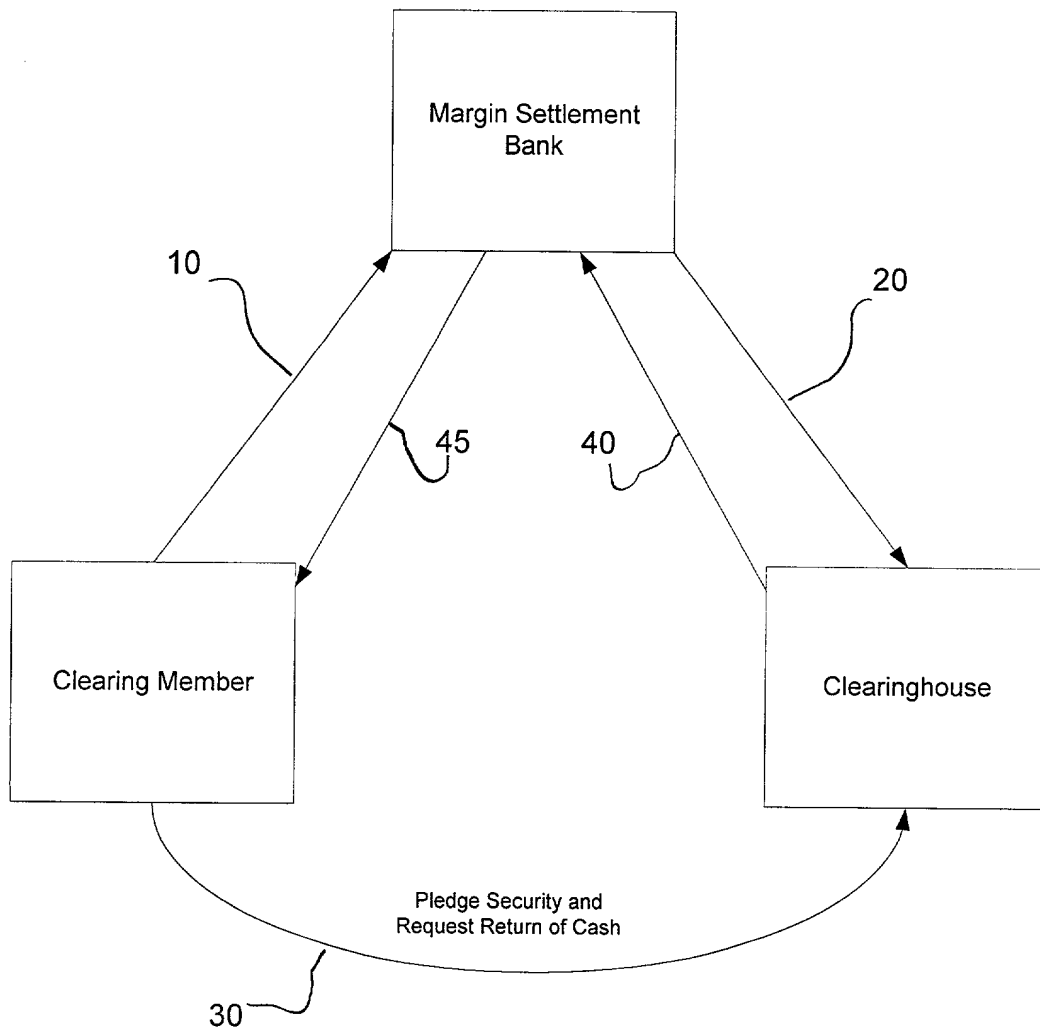 Margin Settlement
Bank
10
20
45
40
Clearing Member
Clearinghouse
Pledge Security and
Request Return of Cash
30